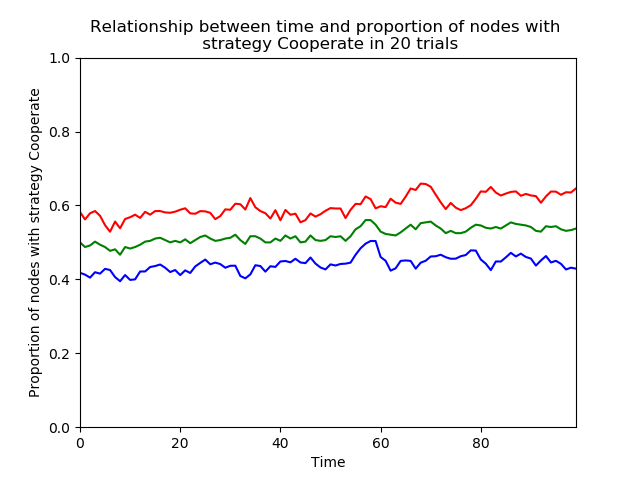 Relationship between time and proportion of nodes with
strategy Cooperate in 20 trials
1.0
0.8
0.6
0.4
0.2
0.0
Proportion of nodes with strategy Cooperate
0
20
40
60
80
Time